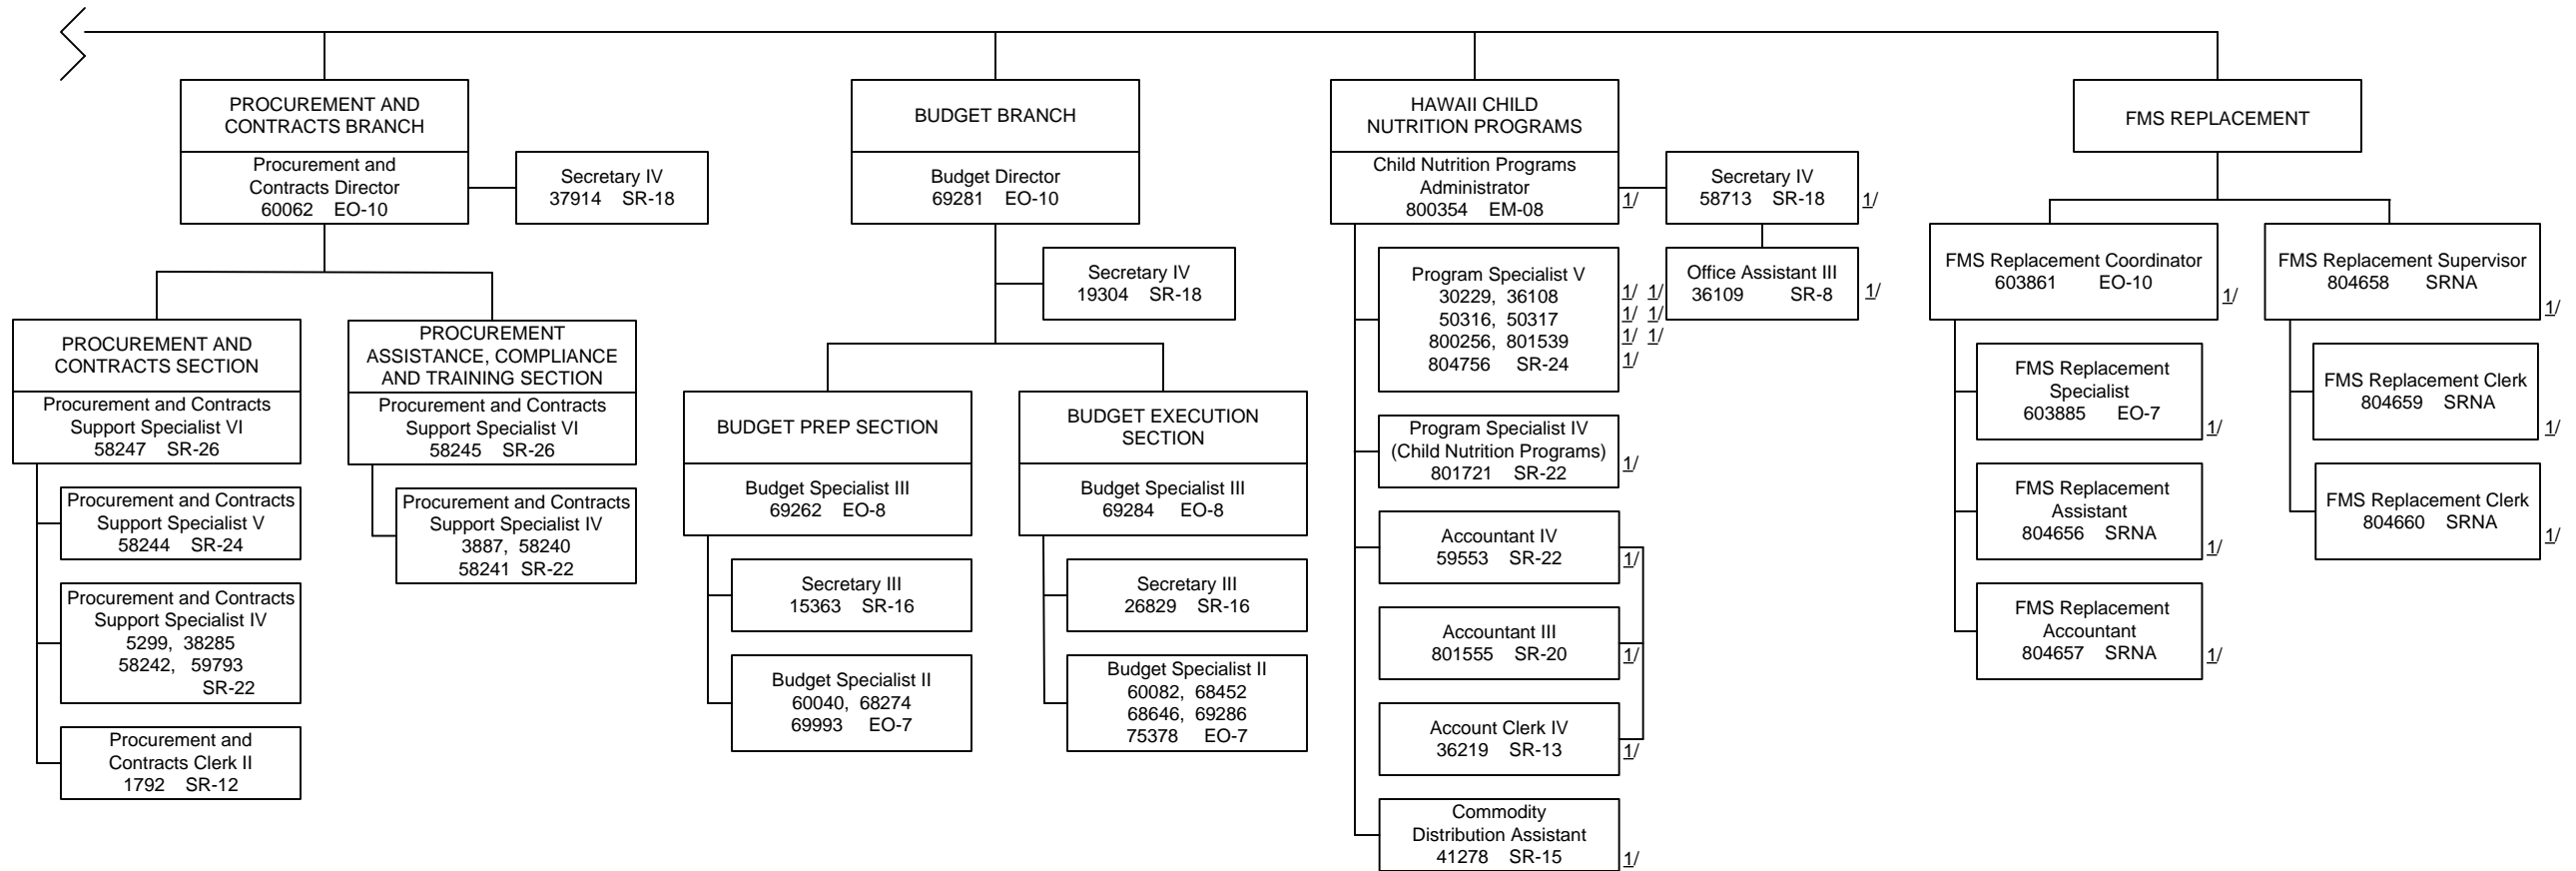 PROCUREMENT AND
CONTRACTS BRANCH
Procurement and
Contracts Director
60062 EO-10
Secretary IV
37914 SR-18
PROCUREMENT AND
CONTRACTS SECTION
Procurement and Contracts
Support Specialist VI
58247 SR-26
Procurement and Contracts
Support Specialist V
58244 SR-24
Procurement and Contracts
Support Specialist IV
5299, 38285
58242, 59793
SR-22
Procurement and
Contracts Clerk II
1792 SR-12
PROCUREMENT
ASSISTANCE, COMPLIANCE
AND TRAINING SECTION
Procurement and Contracts
Support Specialist VI
58245 SR-26
Procurement and Contracts
Support Specialist IV
3887, 58240
58241 SR-22
BUDGET BRANCH
Budget Director
69281 EO-10
Secretary IV
19304 SR-18
BUDGET PREP SECTION
Budget Specialist III
69262 EO-8
Secretary III
15363 SR-16
Budget Specialist II
60040, 68274
69993 EO-7
BUDGET EXECUTION
SECTION
Budget Specialist III
69284 EO-8
Secretary III
26829 SR-16
Budget Specialist II
60082, 68452
68646, 69286
75378 EO-7
HAWAII CHILD
NUTRITION PROGRAMS
Child Nutrition Programs
Administrator
800354 EM-08 1/
Secretary IV
58713 SR-18 1/
Office Assistant III
36109 SR-8 1/
Program Specialist V
30229, 36108 1/ 1/
50316, 50317 1/ 1/
800256, 801539 1/ 1/
804756 SR-24 1/
Program Specialist IV
(Child Nutrition Programs)
801721 SR-22 1/
Accountant IV
59553 SR-22 1/
Accountant III
801555 SR-20 1/
Account Clerk IV
36219 SR-13 1/
Commodity
Distribution Assistant
41278 SR-15 1/
FMS REPLACEMENT
FMS Replacement Coordinator
603861 EO-10 1/
FMS Replacement
Specialist
603885 EO-7 1/
FMS Replacement
Assistant
804656 SRNA 1/
FMS Replacement
Accountant
804657 SRNA 1/
FMS Replacement Supervisor
804658 SRNA 1/
FMS Replacement Clerk
804659 SRNA 1/
FMS Replacement Clerk
804660 SRNA 1/